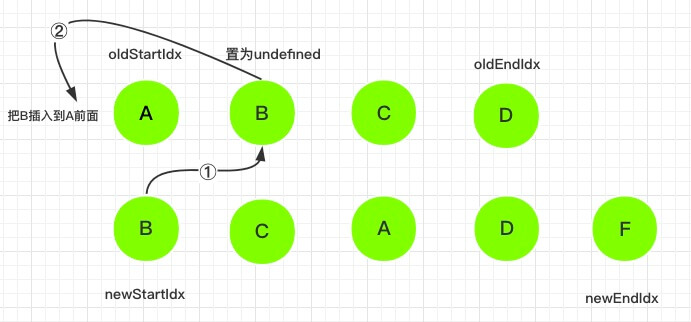 ②
oldStartIdx
置为undefined
oldEndIdx
把B插入到A前面
A
B
C
D
①
B
C
A
D
F
newStartIdx
newEndIdx